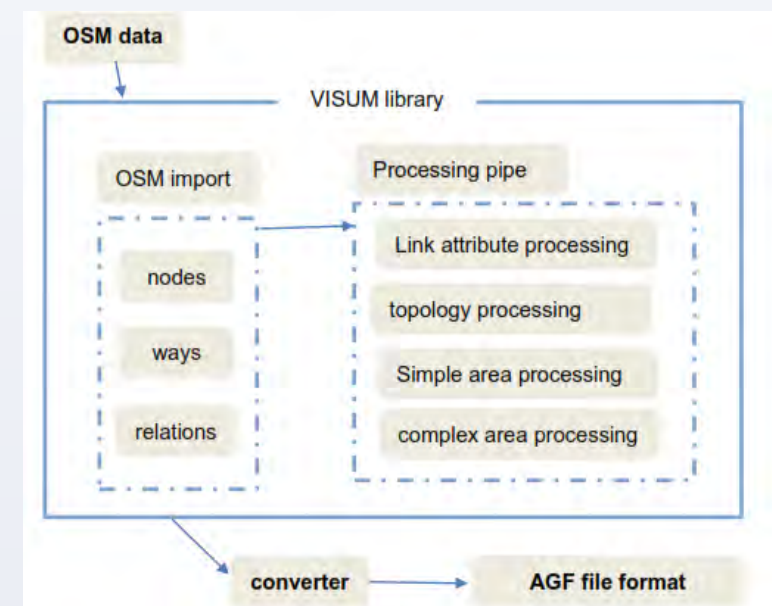 OSM data
VISUM library
OSM import
nodes
ways
relations
Processing pipe
Link attribute processing
topology processing
Simple area processing
complex area processing
converter
AGF file format